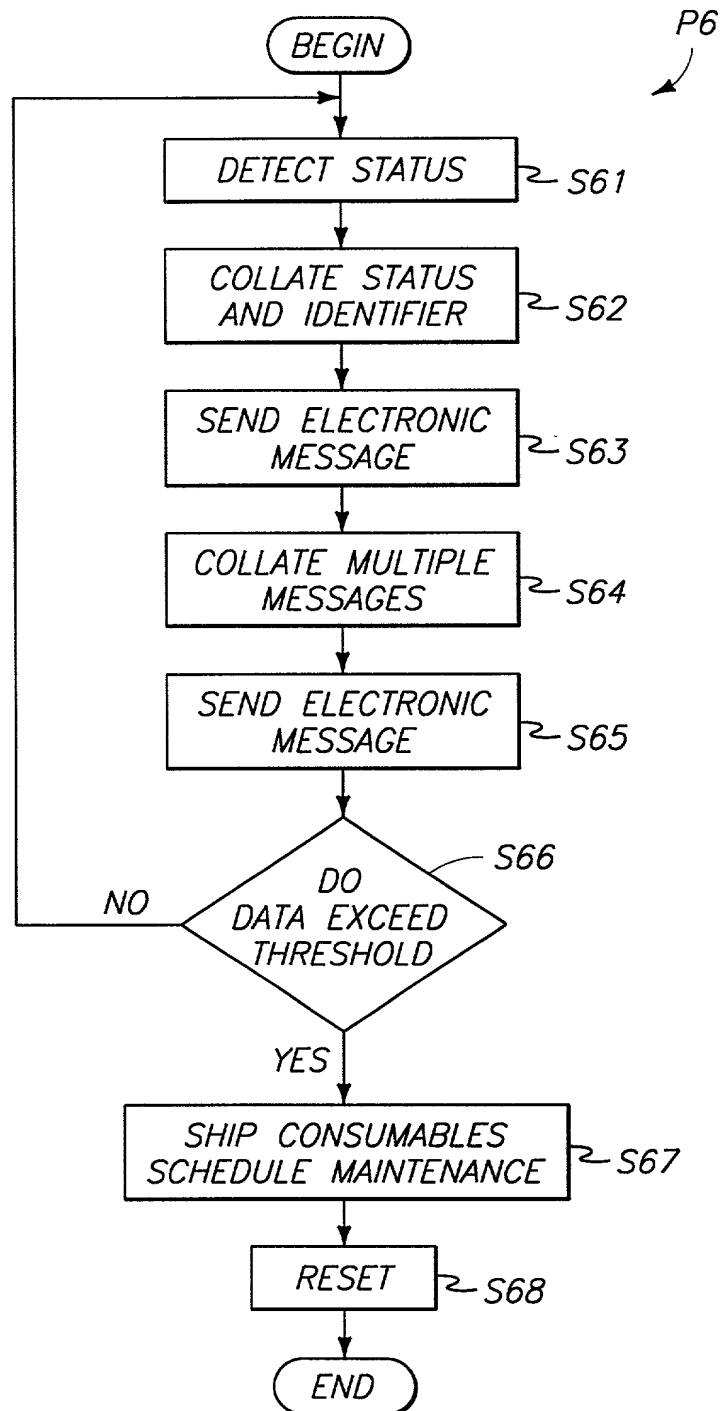 P6
BEGIN
DETECT STATUS
S61
COLLATE STATUS
AND IDENTIFIER
S62
SEND ELECTRONIC
MESSAGE
S63
COLLATE MULTIPLE
MESSAGES
S64
SEND ELECTRONIC
MESSAGE
S65
S66
DO
DATA EXCEED
THRESHOLD
NO
YES
SHIP CONSUMABLES
SCHEDULE MAINTENANCE
S67
RESET
S68
END